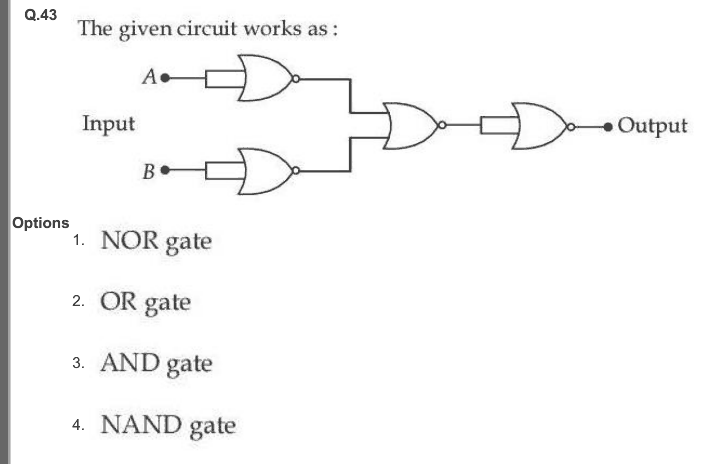 Q.43
The given circuit works as :
A
Input
Output
B
Options
1. NOR gate
2. OR gate
3. AND gate
4. NAND gate